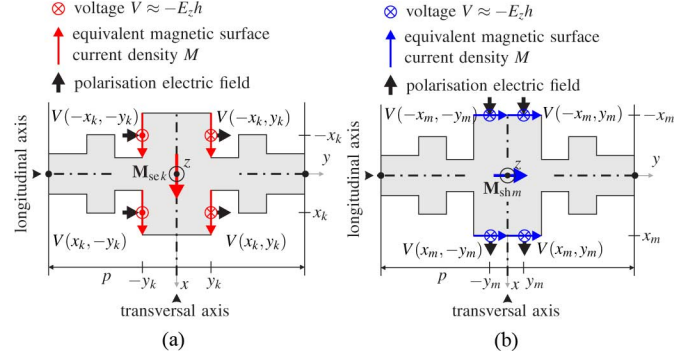 voltage V ≈ −E_z h
equivalent magnetic surface
current density M
polarisation electric field
longitudinal axis
V(−x_k, −y_k)
V(−x_k, y_k)
−x_k
z
y
M_se k
x_k
V(x_k, −y_k)
V(x_k, y_k)
p
−y_k
x
y_k
transversal axis
(a)
voltage V ≈ −E_z h
equivalent magnetic surface
current density M
polarisation electric field
longitudinal axis
V(−x_m, −y_m)
V(−x_m, y_m)
−x_m
z
y
M_sh m
V(x_m, −y_m)
V(x_m, y_m)
x_m
p
−y_m
x
y_m
transversal axis
(b)